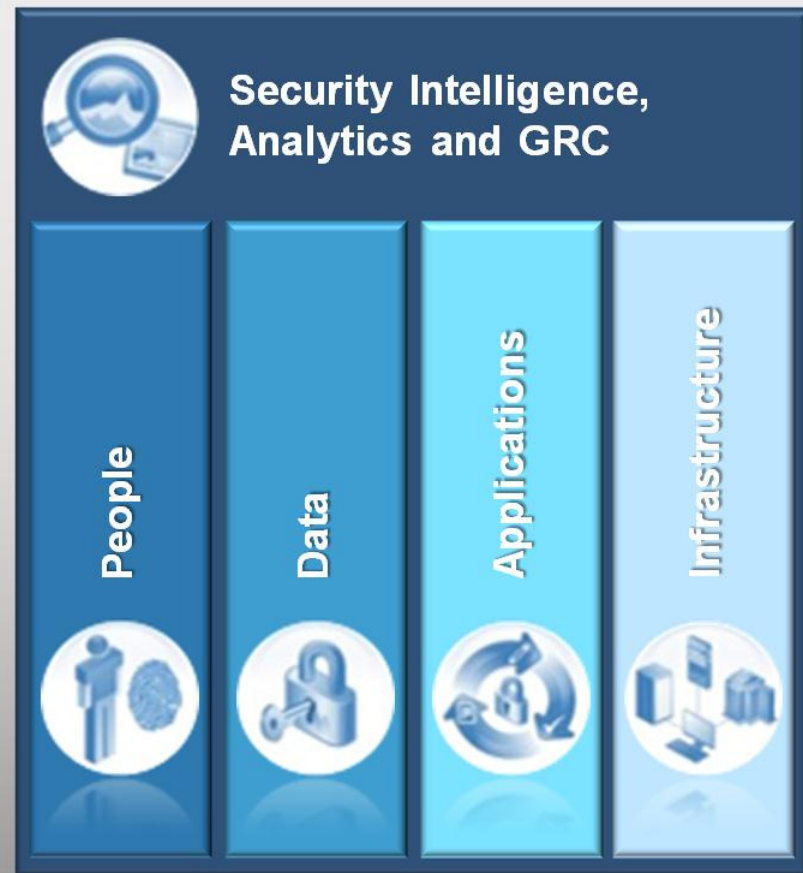 Security Intelligence,
Analytics and GRC
People
Data
Applications
Infrastructure